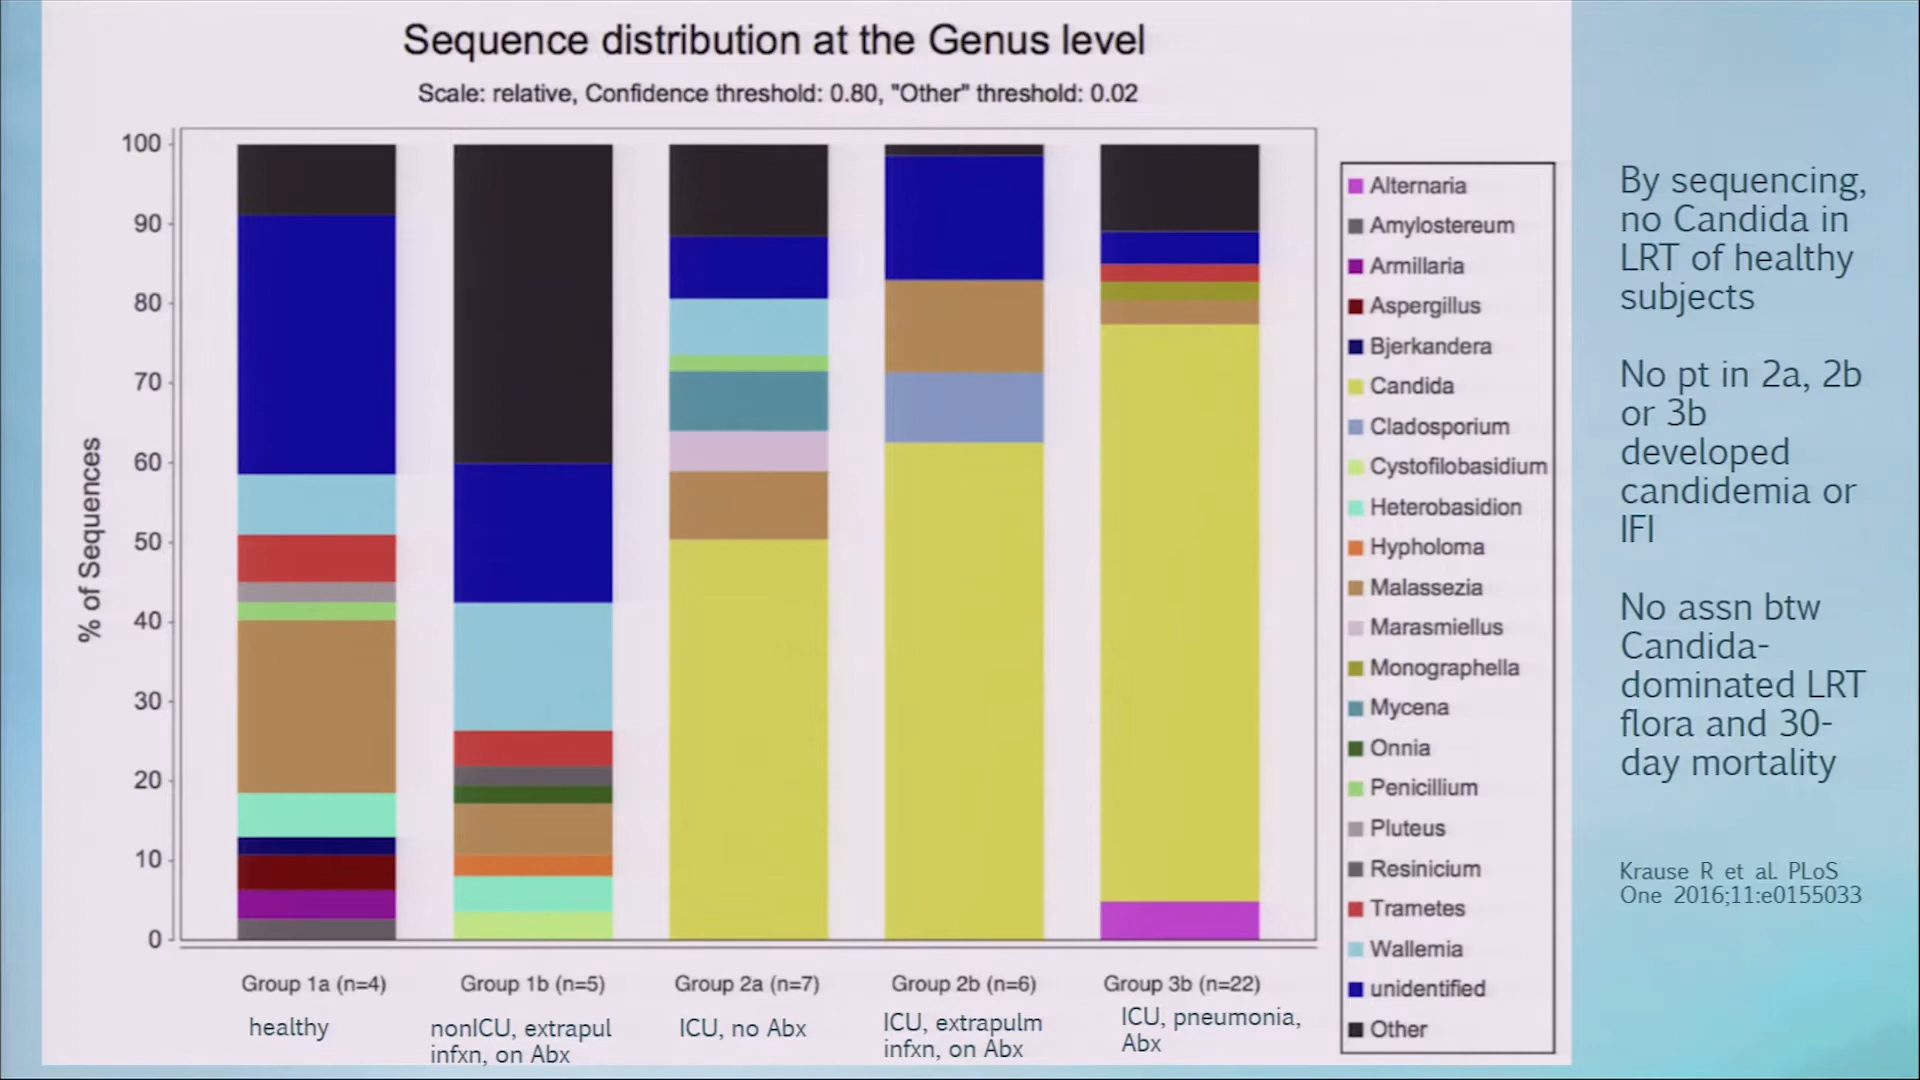 Sequence distribution at the Genus level
Scale: relative, Confidence threshold: 0.80, "Other" threshold: 0.02
% of Sequences
100
90
80
70
60
50
40
30
20
10
0
Group 1a (n=4)
healthy
Group 1b (n=5)
nonICU, extrapul
infxn, on Abx
Group 2a (n=7)
ICU, no Abx
Group 2b (n=6)
ICU, extrapulm
infxn, on Abx
Group 3b (n=22)
ICU, pneumonia,
Abx
Alternaria
Amylostereum
Armillaria
Aspergillus
Bjerkandera
Candida
Cladosporium
Cystofilobasidium
Heterobasidion
Hypholoma
Malassezia
Marasmiellus
Monographella
Mycena
Onnia
Penicillium
Pluteus
Resinicium
Trametes
Wallemia
unidentified
Other
By sequencing,
no Candida in
LRT of healthy
subjects
No pt in 2a, 2b
or 3b
developed
candidemia or
IFI
No assn btw
Candida-
dominated LRT
flora and 30-
day mortality
Krause R et al. PLoS
One 2016;11:e0155033